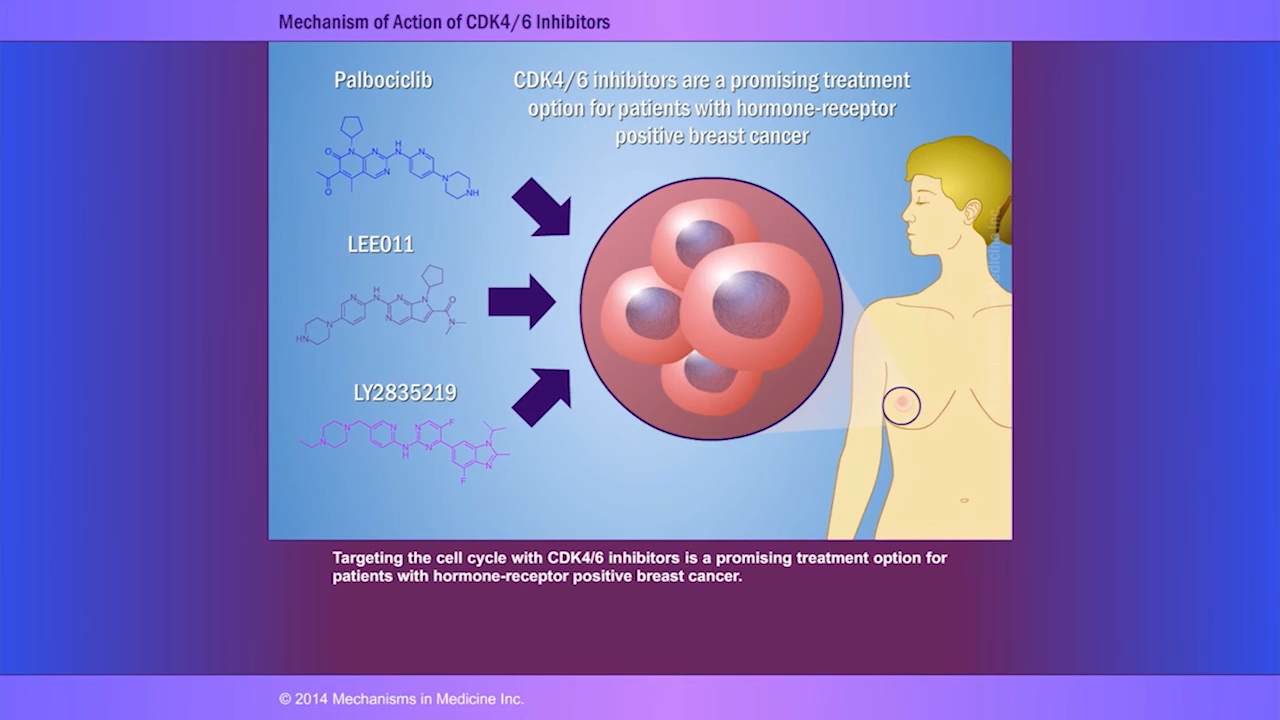 Mechanism of Action of CDK4/6 Inhibitors
Palbociclib
CDK4/6 inhibitors are a promising treatment
option for patients with hormone-receptor
positive breast cancer
H
N
N
N
N
O
N
N
O
NH
LEE011
H
N
N
N
N
N
N
O
N
HN
LY2835219
N
N
N
N
H
N
N
F
N
N
F
Targeting the cell cycle with CDK4/6 inhibitors is a promising treatment option for
patients with hormone-receptor positive breast cancer.
© 2014 Mechanisms in Medicine Inc.